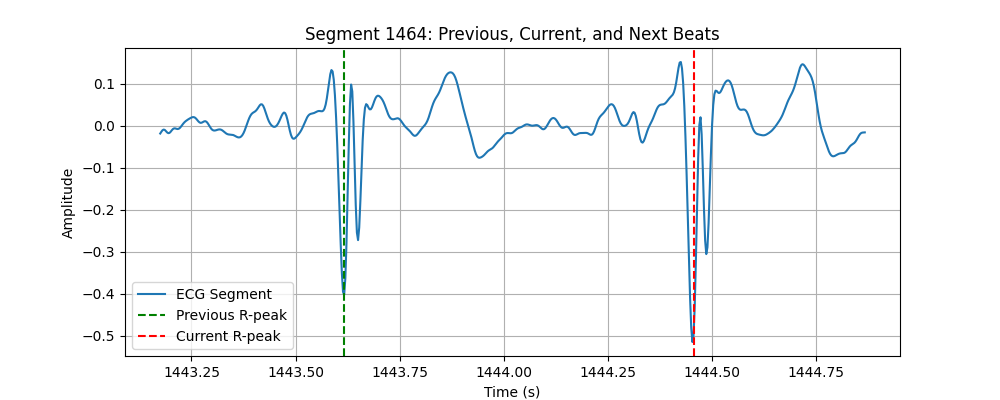 Segment 1464: Previous, Current, and Next Beats
Amplitude
0.1
0.0
−0.1
−0.2
−0.3
−0.4
−0.5
ECG Segment
Previous R-peak
Current R-peak
1443.25 1443.50 1443.75 1444.00 1444.25 1444.50 1444.75
Time (s)